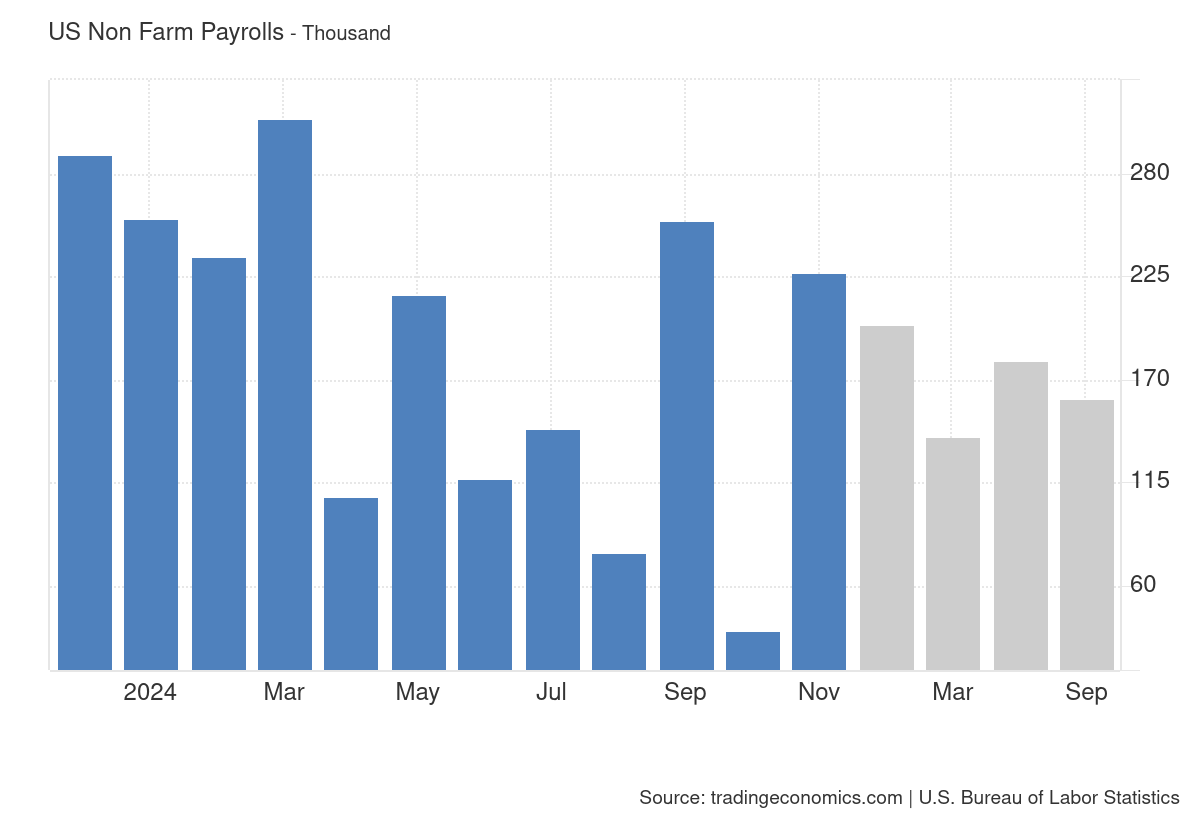 US Non Farm Payrolls - Thousand
280
225
170
115
60
2024 Mar May Jul Sep Nov Mar Sep
Source: tradingeconomics.com | U.S. Bureau of Labor Statistics